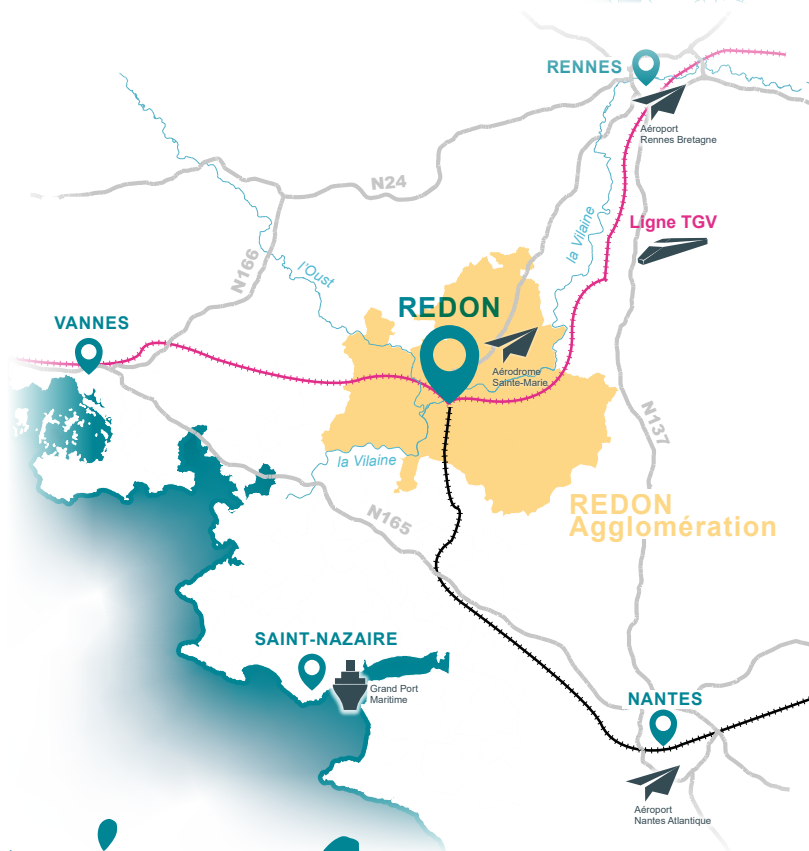 RENNES
Aéroport
Rennes Bretagne
N24
Ligne TGV
la Vilaine
l'Oust
N166
REDON
VANNES
Aérodrome
Sainte-Marie
N137
la Vilaine
REDON
Agglomération
N165
SAINT-NAZAIRE
Grand Port
Maritime
NANTES
Aéroport
Nantes Atlantique